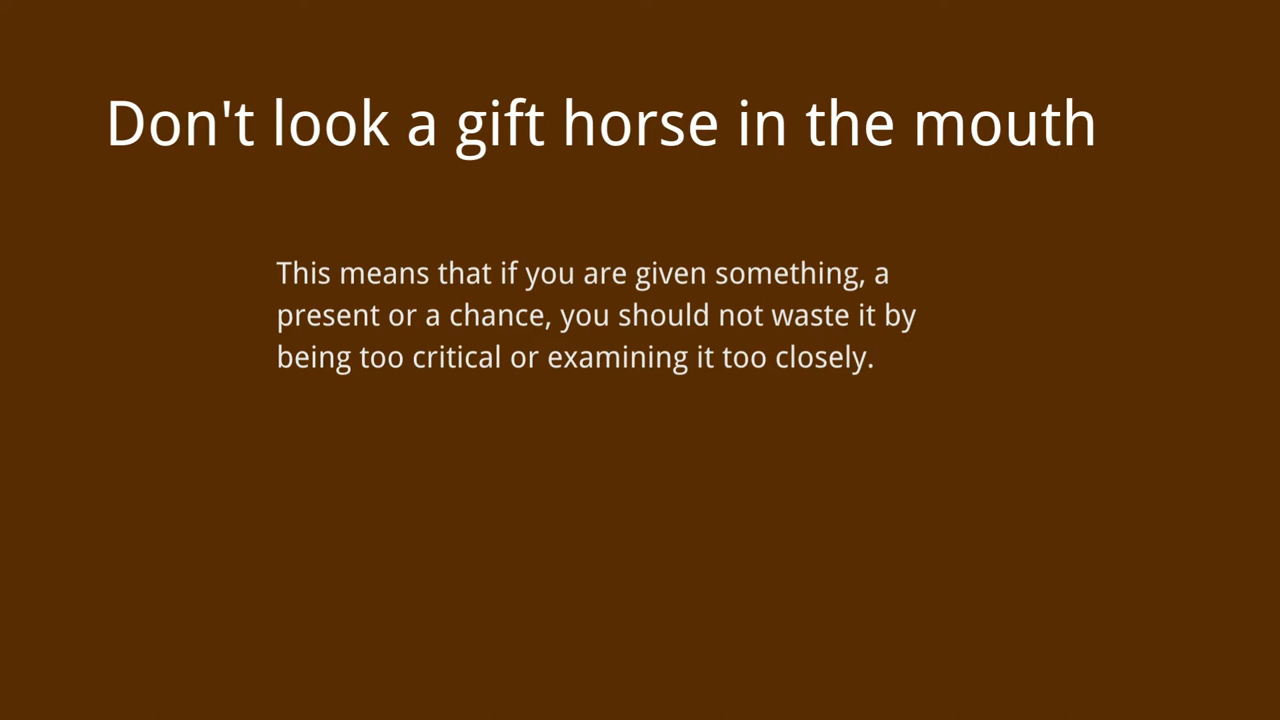 Don't look a gift horse in the mouth
This means that if you are given something, a
present or a chance, you should not waste it by
being too critical or examining it too closely.